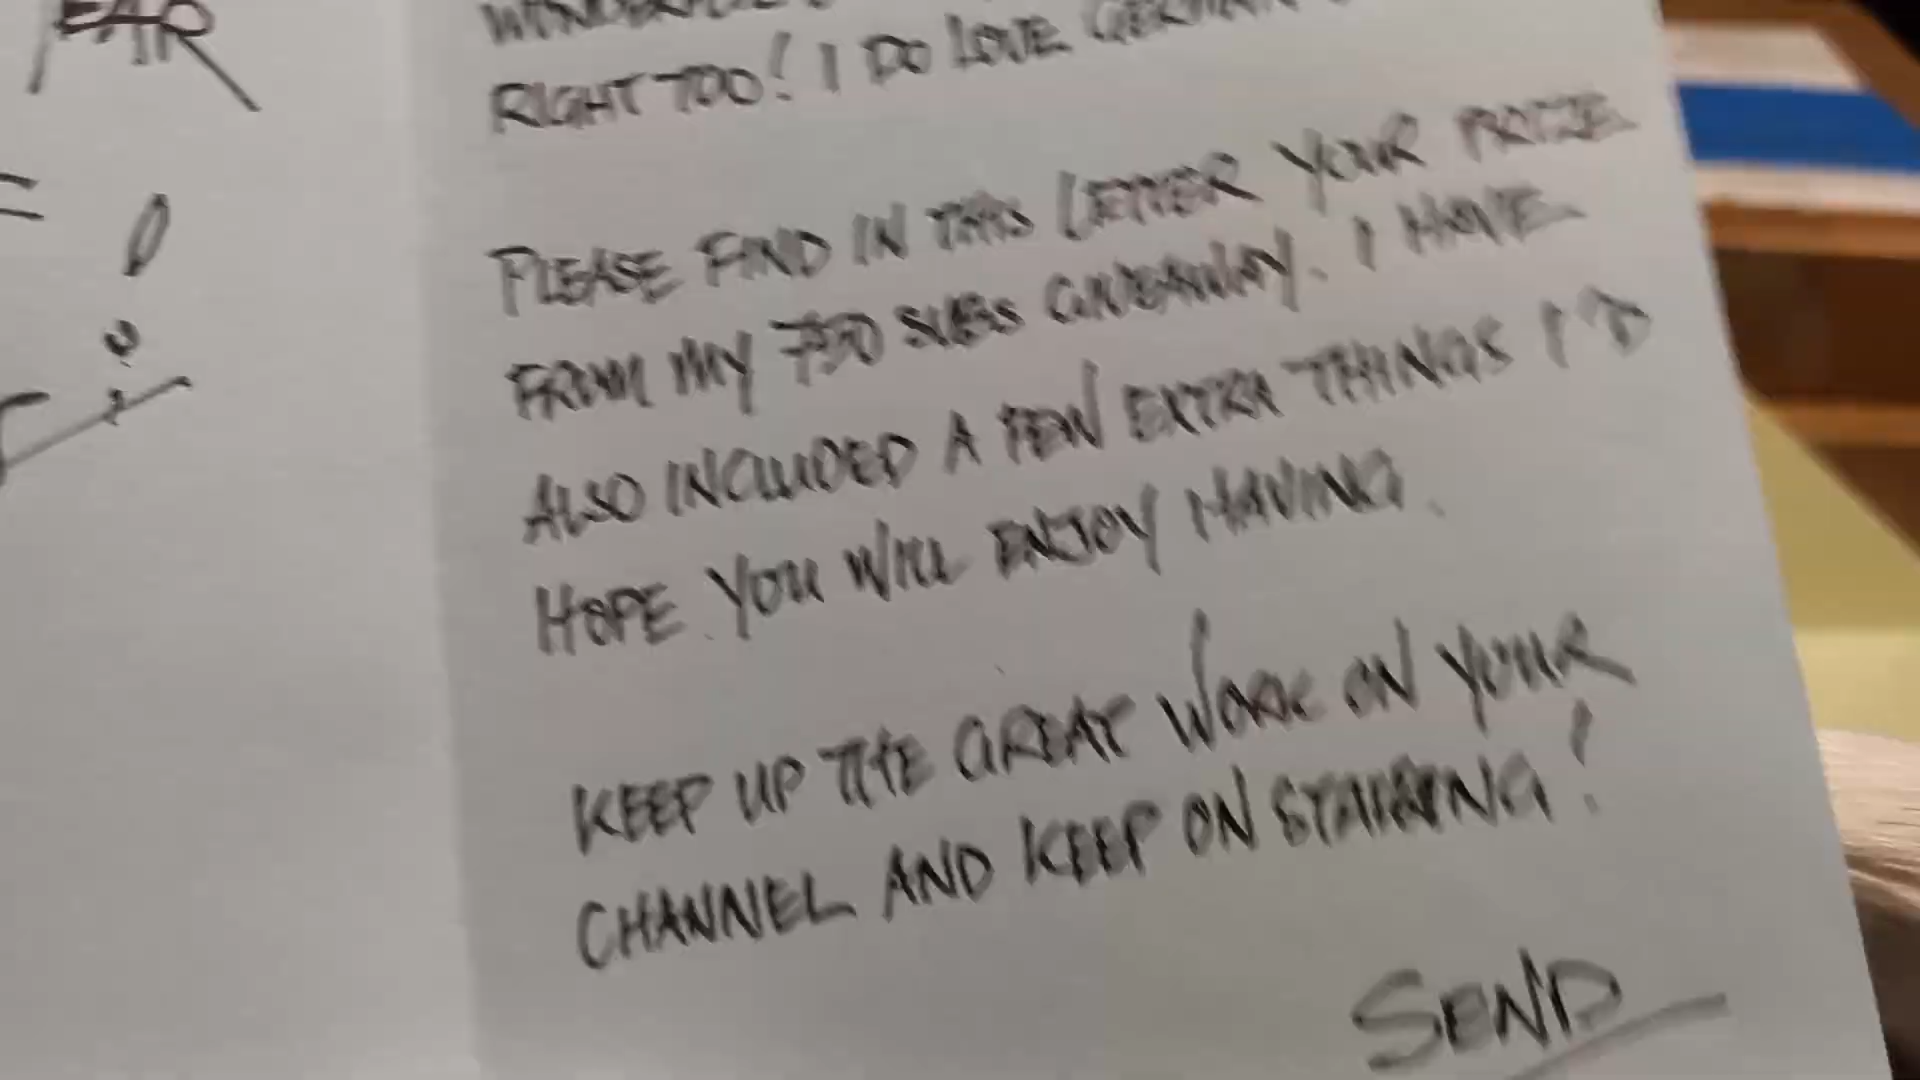 EAR
RIGHT TOO! I DO LOVE GERMAN
PLEASE FIND IN THIS LETTER YOUR PRIZE
FROM MY 750 SUBS GIVEAWAY. I HAVE
ALSO INCLUDED A FEW EXTRA THINGS I'D
HOPE YOU WILL ENJOY HAVING.
KEEP UP THE GREAT WORK ON YOUR
CHANNEL AND KEEP ON STAMPING!
SEND